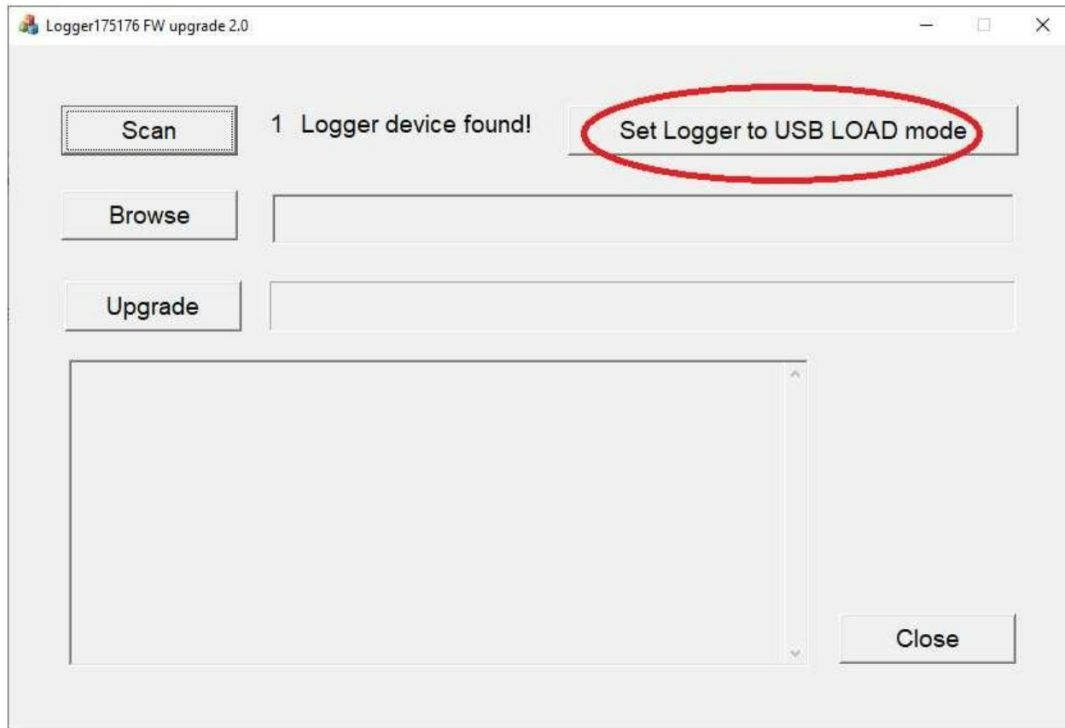 Logger175176 FW upgrade 2.0
Scan
1 Logger device found!
Set Logger to USB LOAD mode
Browse
Upgrade
Close